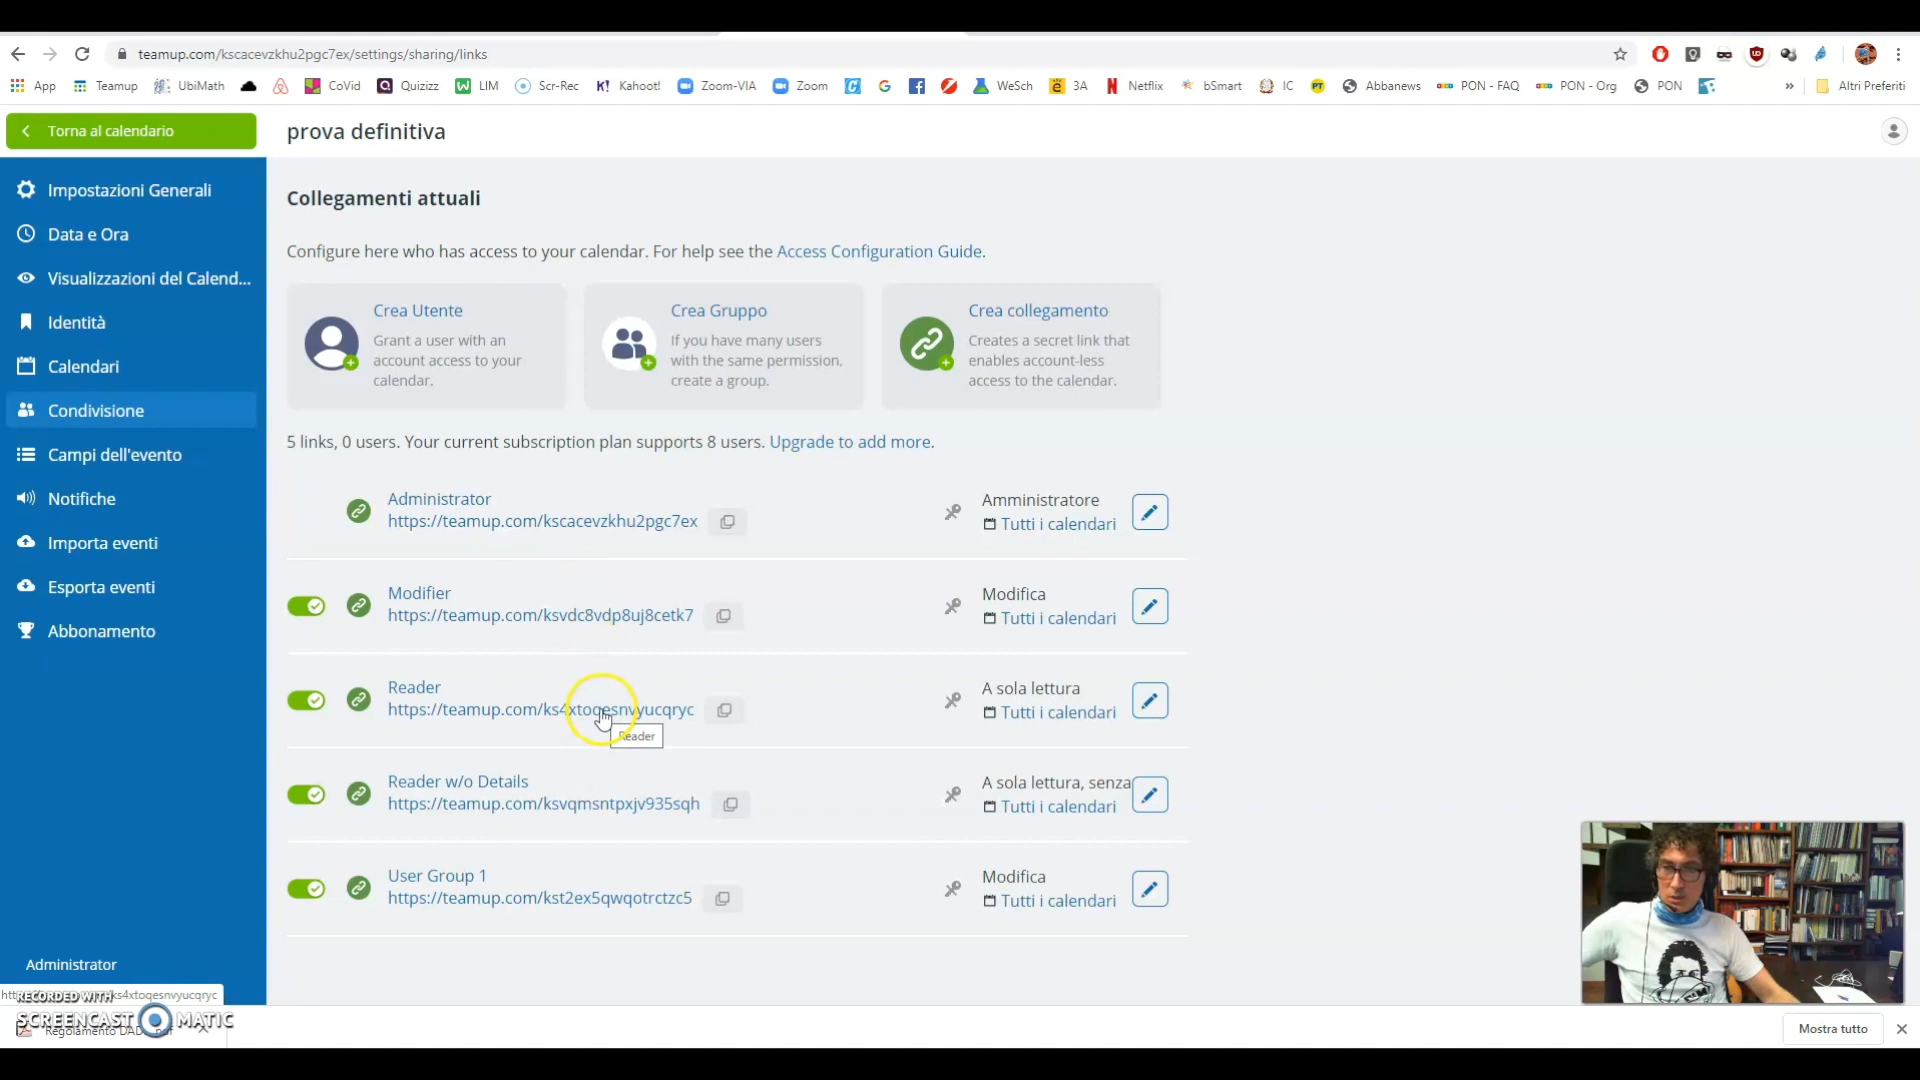 teamup.com/kscacevzkhu2pgc7ex/settings/sharing/links
App Teamup UbiMath CoVid Quizizz LIM Scr-Rec Kahoot! Zoom-VIA Zoom WeSch 3A Netflix bSmart IC Abbanews PON - FAQ PON - Org PON » Altri Preferiti
Torna al calendario
prova definitiva
Impostazioni Generali
Data e Ora
Visualizzazioni del Calend...
Identità
Calendari
Condivisione
Campi dell'evento
Notifiche
Importa eventi
Esporta eventi
Abbonamento
Administrator
Collegamenti attuali
Configure here who has access to your calendar. For help see the Access Configuration Guide.
Crea Utente
Grant a user with an
account access to your
calendar.
Crea Gruppo
If you have many users
with the same permission,
create a group.
Crea collegamento
Creates a secret link that
enables account-less
access to the calendar.
5 links, 0 users. Your current subscription plan supports 8 users. Upgrade to add more.
Administrator
https://teamup.com/kscacevzkhu2pgc7ex
Amministratore
Tutti i calendari
Modifier
https://teamup.com/ksvdc8vdp8uj8cetk7
Modifica
Tutti i calendari
Reader
https://teamup.com/ks4xtoqesnvyucqryc
Reader
A sola lettura
Tutti i calendari
Reader w/o Details
https://teamup.com/ksvqmsntpxjv935sqh
A sola lettura, senza
Tutti i calendari
User Group 1
https://teamup.com/kst2ex5qwqotrctzc5
Modifica
Tutti i calendari
ks4xtoqesnvyucqryc
RECORDED WITH
SCREENCAST MATIC
Regolamento
Mostra tutto